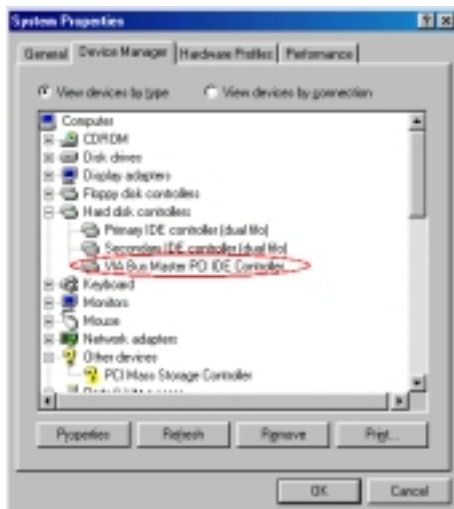 System Properties
General Device Manager Hardware Profiles Performance
View devices by type View devices by connection
Computer
CDROM
Disk drives
Display adapters
Floppy disk controllers
Hard disk controllers
Primary IDE controller (dual fifo)
Secondary IDE controller (dual fifo)
VIA Bus Master PCI IDE Controller
Keyboard
Monitors
Mouse
Network adapters
Other devices
PCI Mass Storage Controller
Properties Refresh Remove Print...
OK Cancel